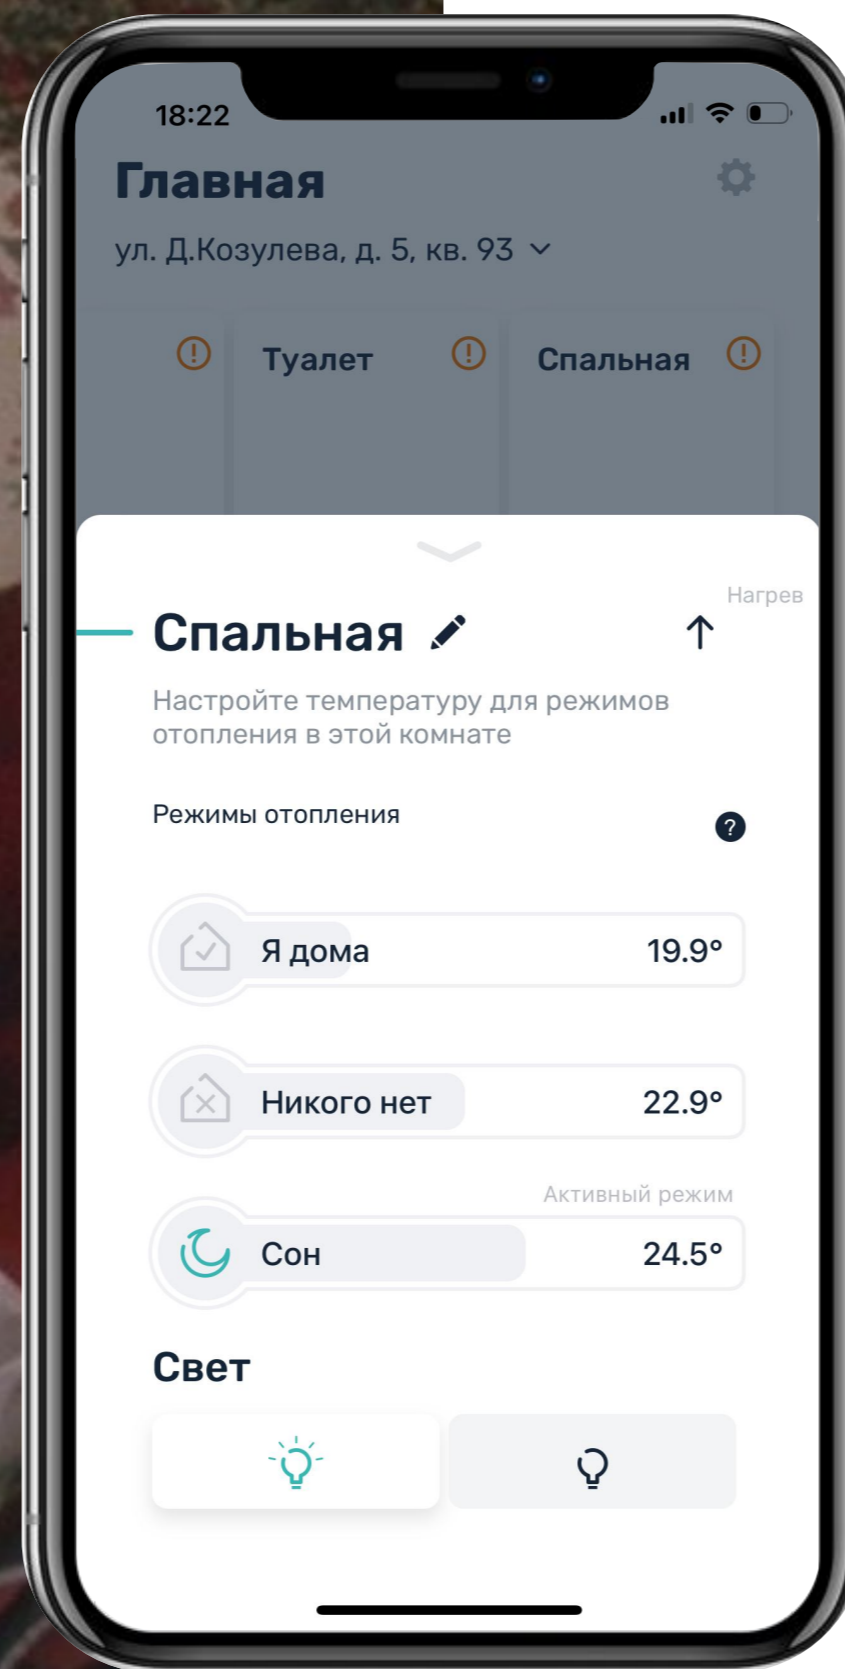 18:22
Главная
ул. Д.Козулева, д. 5, кв. 93
Туалет
Спальная
Нагрев
Спальная
Настройте температуру для режимов
отопления в этой комнате
Режимы отопления
Я дома 19.9°
Никого нет 22.9°
Активный режим
Сон 24.5°
Свет